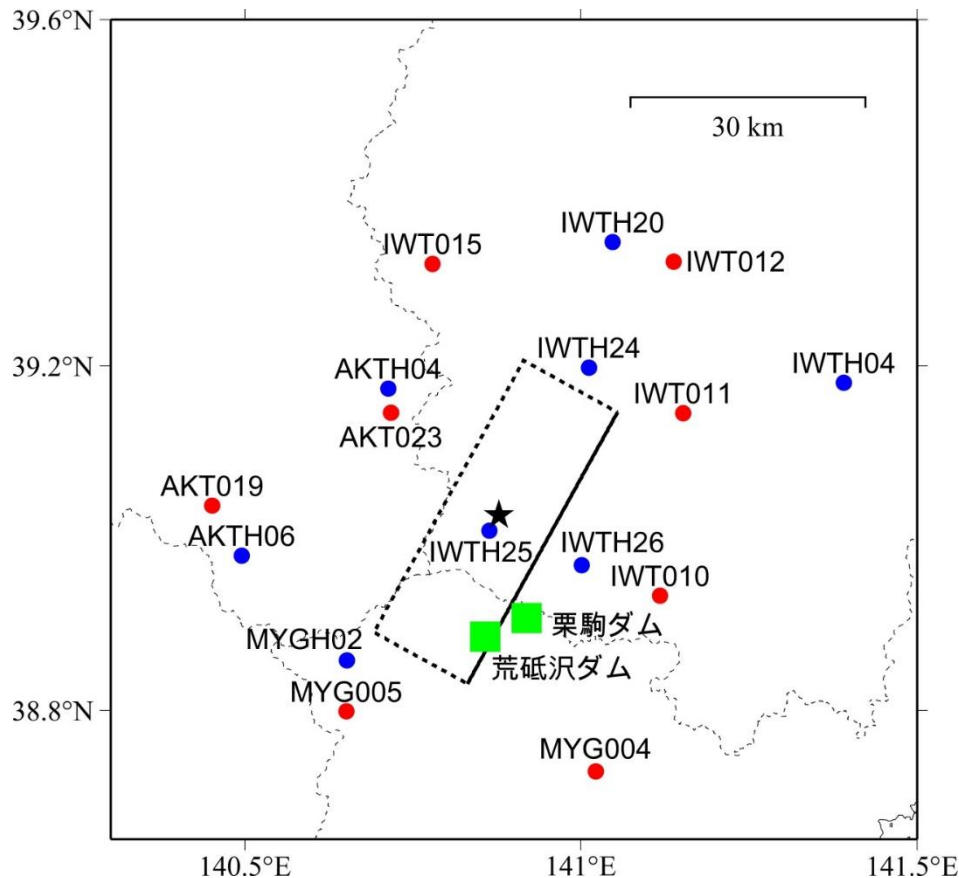 39.6°N
30 km
IWTH20
IWT015
IWT012
IWTH24
39.2°N
AKTH04
IWTH04
IWT011
AKT023
AKT019
AKTH06
IWTH25
IWTH26
IWT010
栗駒ダム
MYGH02
荒砥沢ダム
MYG005
38.8°N
MYG004
140.5°E
141°E
141.5°E